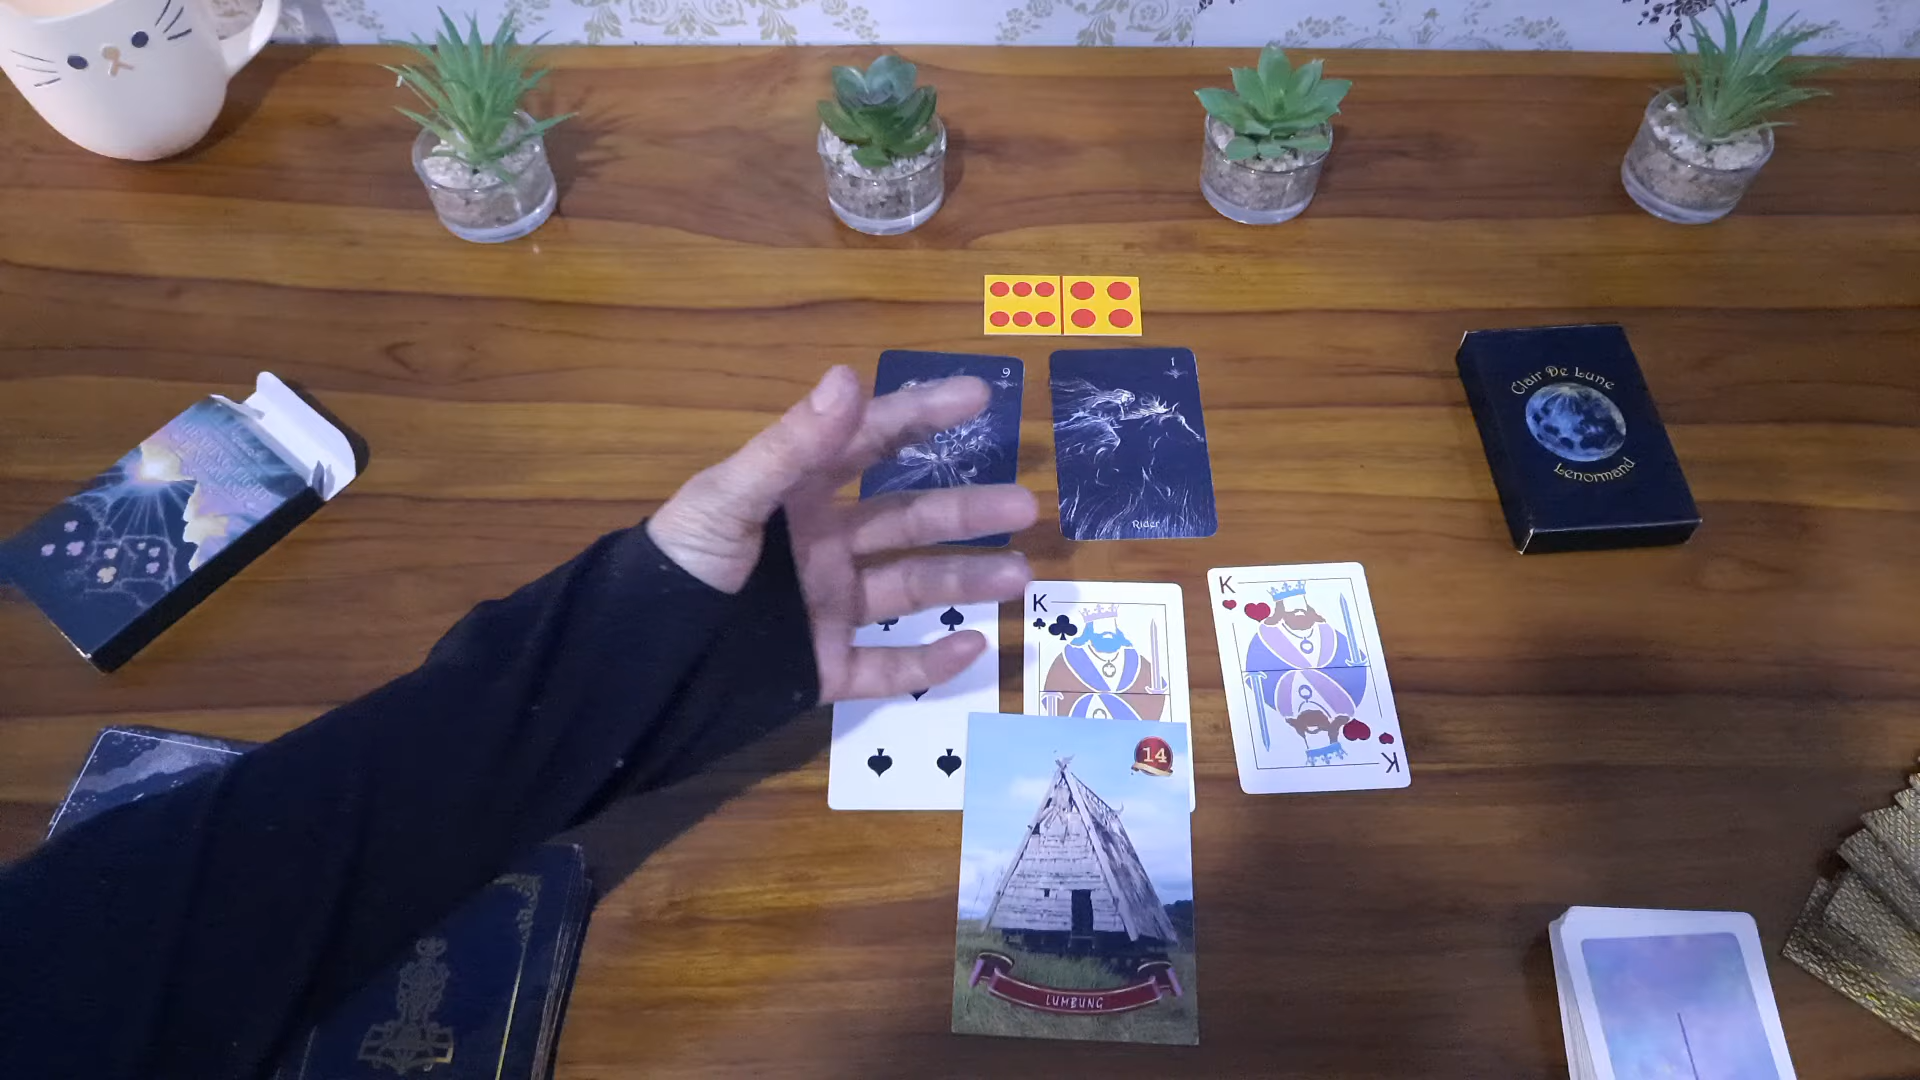 9
1
Rider
Clair De Lune
Lenormand
K
K
K
14
LUMBUNG